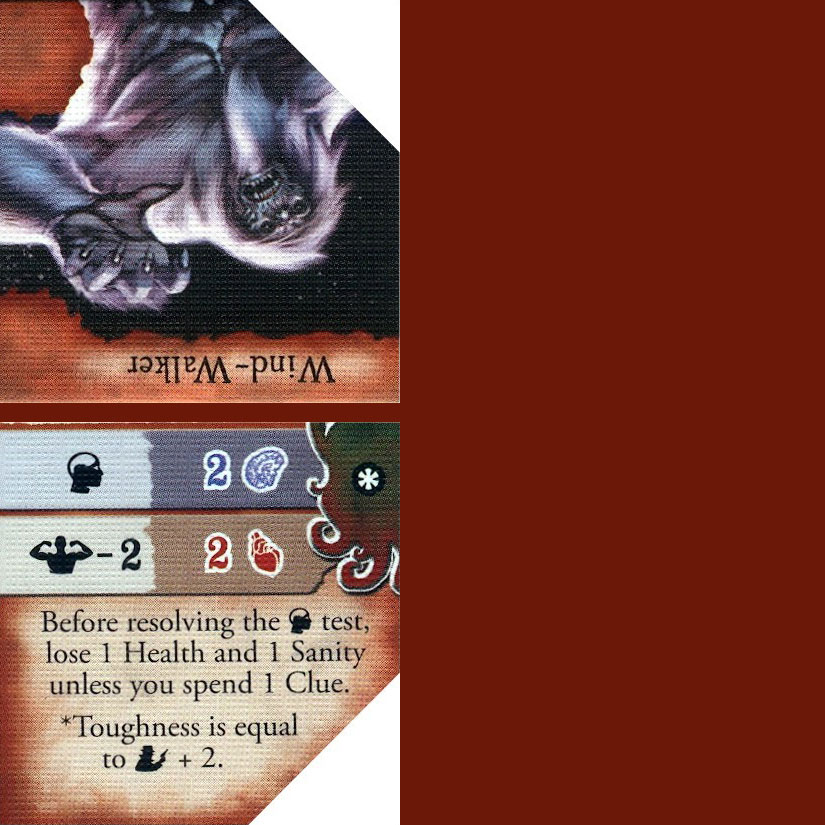 Wind-Walker
2
*
- 2 2
Before resolving the test,
lose 1 Health and 1 Sanity
unless you spend 1 Clue.
*Toughness is equal
to + 2.